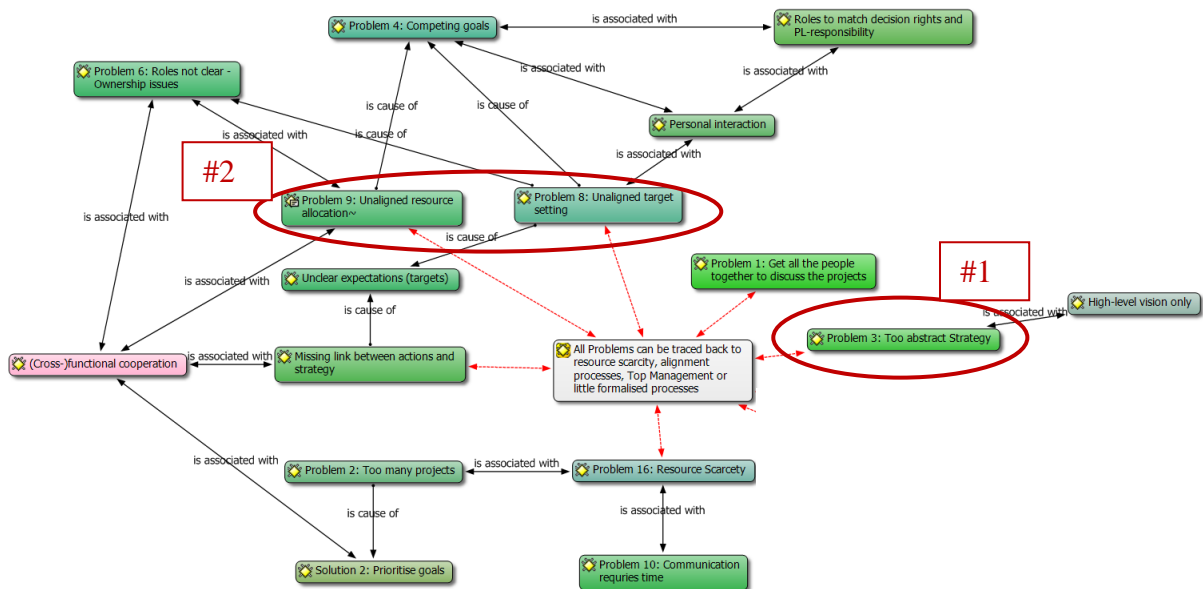 is associated with
Problem 4: Competing goals
Roles to match decision rights and
PL-responsibility
is associated with
is associated with
Problem 6: Roles not clear -
Ownership issues
is cause of
is cause of
Personal interaction
is associated with
is cause of
is associated with
#2
Problem 9: Unaligned resource
allocation~
Problem 8: Unaligned target
setting
is associated with
is cause of
Problem 1: Get all the people
together to discuss the projects
#1
is associated with
Unclear expectations (targets)
High-level vision only
is associated with
is cause of
Problem 3: Too abstract Strategy
(Cross-)functional cooperation
is associated with
Missing link between actions and
strategy
All Problems can be traced back to
resource scarcity, alignment
processes, Top Management or
little formalised processes
is associated with
Problem 2: Too many projects
is associated with
Problem 16: Resource Scarcety
is cause of
is associated with
Solution 2: Prioritise goals
Problem 10: Communication
requries time